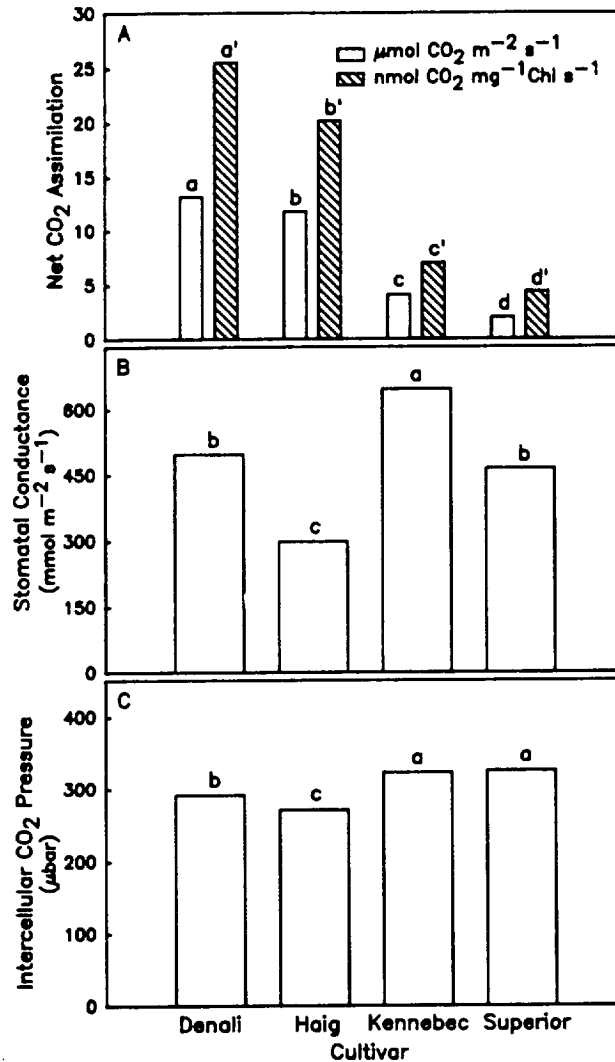 A
μmol CO2 m−2 s−1
nmol CO2 mg−1Chl s−1
Net CO2 Assimilation
30
25
20
15
10
5
0
a
a'
b
b'
c
c'
d
d'
B
Stomatal Conductance
(mmol m−2 s−1)
600
450
300
150
0
b
c
a
b
C
Intercellular CO2 Pressure
(μbar)
400
300
200
100
0
b
c
a
a
Denali Haig Kennebec Superior
Cultivar